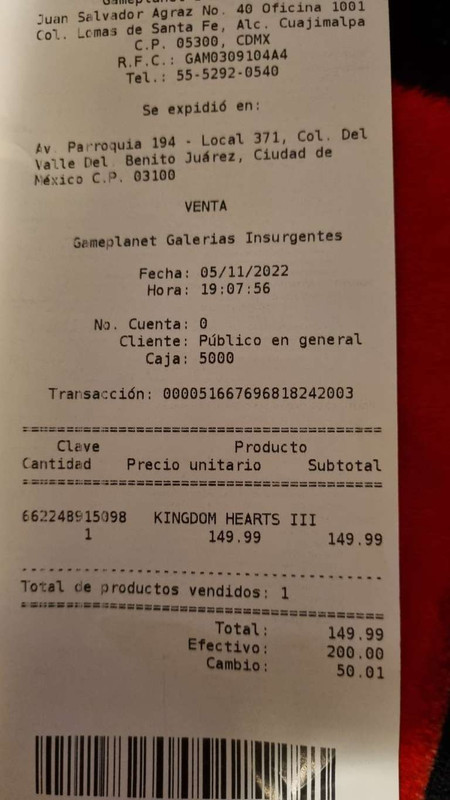 Gameplanet
Juan Salvador Agraz No. 40 Oficina 1001
Col. Lomas de Santa Fe, Alc. Cuajimalpa
C.P. 05300, CDMX
R.F.C.: GAM0309104A4
Tel.: 55-5292-0540
Se expidió en:
Av. Parroquia 194 - Local 371, Col. Del
Valle Del. Benito Juárez, Ciudad de
México C.P. 03100
VENTA
Gameplanet Galerias Insurgentes
Fecha: 05/11/2022
Hora: 19:07:56
No. Cuenta: 0
Cliente: Público en general
Caja: 5000
Transacción: 000051667696818242003
Clave Producto
Cantidad Precio unitario Subtotal
662248915098 KINGDOM HEARTS III
1 149.99 149.99
Total de productos vendidos: 1
Total: 149.99
Efectivo: 200.00
Cambio: 50.01